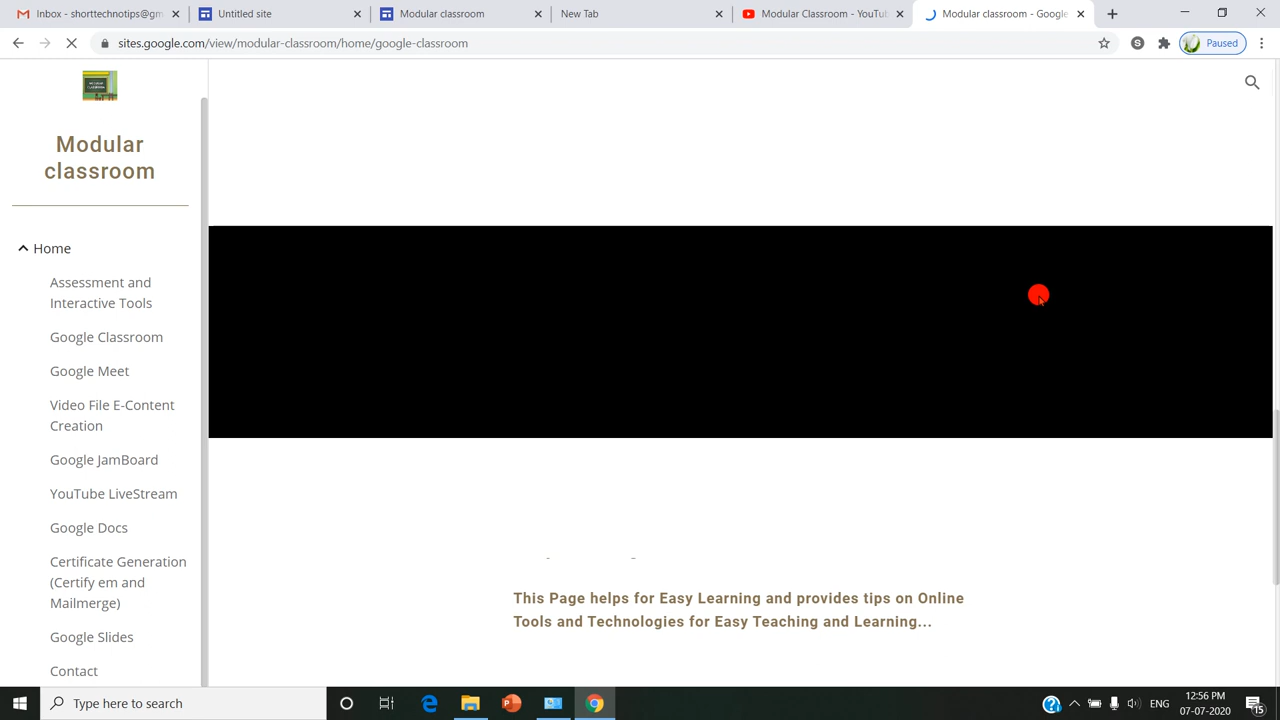 Inbox - shorttechnotips@gm
Untitled site
Modular classroom
New Tab
Modular Classroom - YouTu
Modular classroom - Google
sites.google.com/view/modular-classroom/home/google-classroom
S
Paused
Modular
classroom
Home
Assessment and
Interactive Tools
Google Classroom
Google Meet
Video File E-Content
Creation
Google JamBoard
YouTube LiveStream
Google Docs
Certificate Generation
(Certify em and
Mailmerge)
Google Slides
Contact
This Page helps for Easy Learning and provides tips on Online
Tools and Technologies for Easy Teaching and Learning...
Type here to search
ENG
12:56 PM
07-07-2020
15